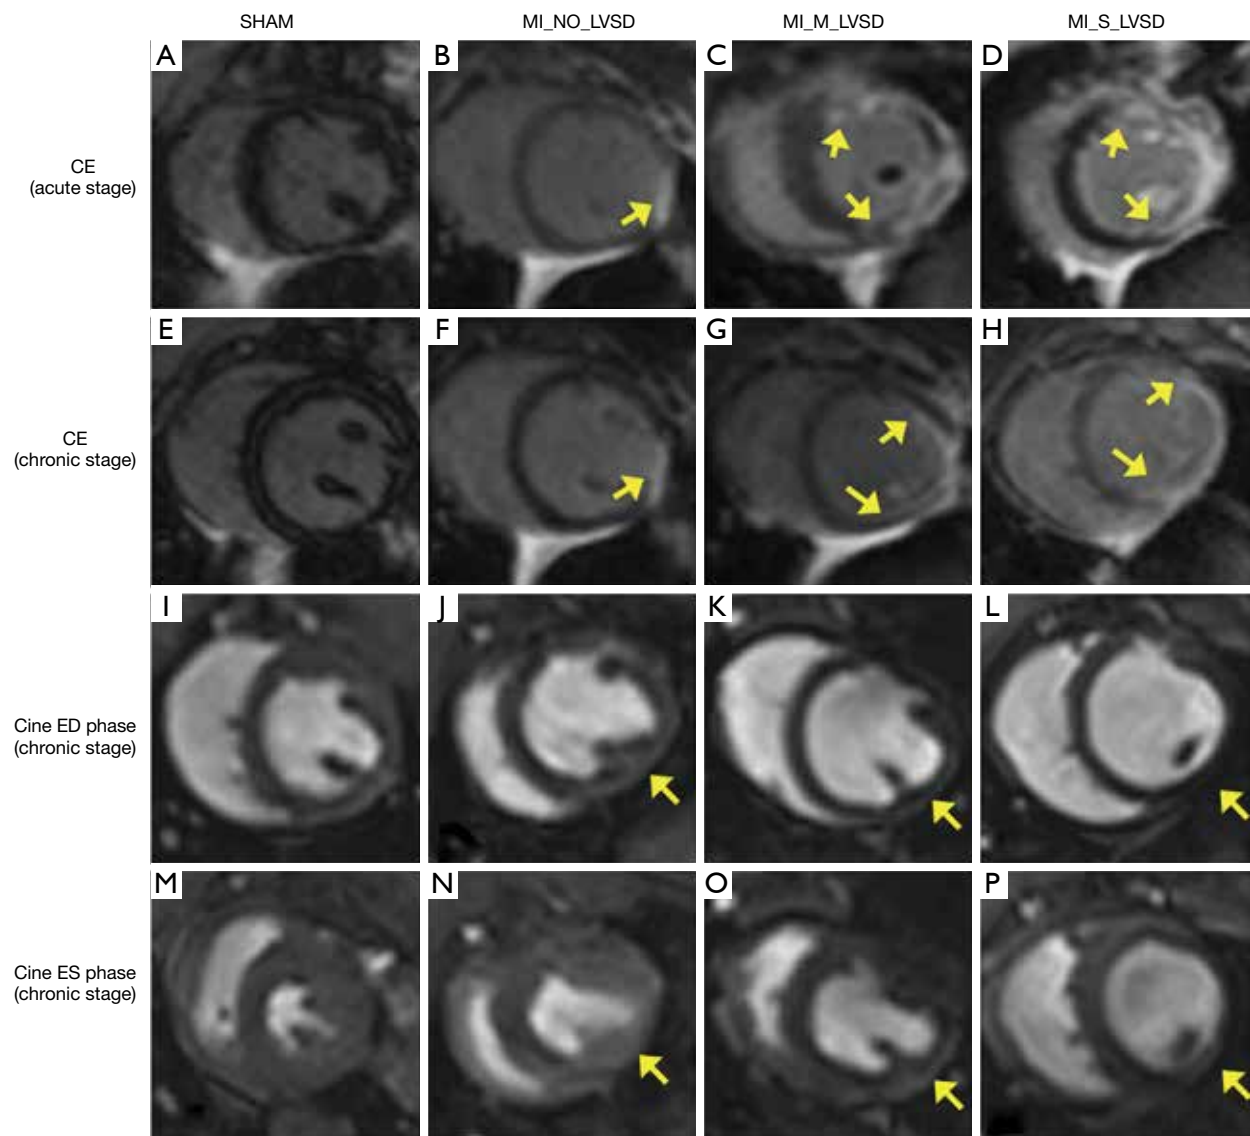 SHAM MI_NO_LVSD MI_M_LVSD MI_S_LVSD
A B C D
CE
(acute stage)
E F G H
CE
(chronic stage)
I J K L
Cine ED phase
(chronic stage)
M N O P
Cine ES phase
(chronic stage)